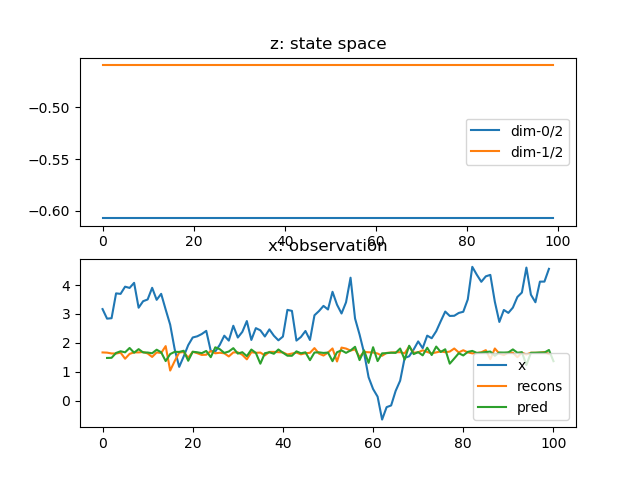 z: state space
−0.50
−0.55
−0.60
dim-0/2
dim-1/2
0 20 40 60 80 100
x: observation
4
3
2
1
0
x
recons
pred
0 20 40 60 80 100